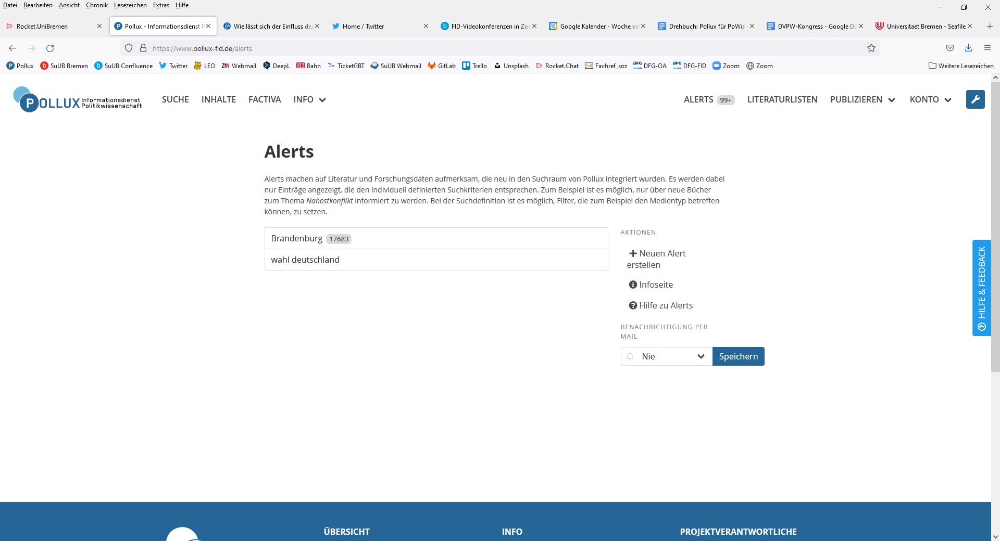 Datei Bearbeiten Ansicht Chronik Lesezeichen Extras Hilfe
Rocket.UniBremen
Pollux - Informationsdienst P
Wie lässt sich der Einfluss des
Home / Twitter
FID-Videokonferenzen in Zoo
Google Kalender - Woche vo
Drehbuch: Pollux für PoWis -
DVPW-Kongress - Google Do
Universitaet Bremen - Seafile
https://www.pollux-fid.de/alerts
Pollux SuUB Bremen SuUB Confluence Twitter LEO ZfN Webmail DeepL DB Bahn TicketGBT SuUB Webmail GitLab Trello Unsplash Rocket.Chat Fachref_soz DFG DFG-OA DFG DFG-FID Zoom Zoom Weitere Lesezeichen
POLLUX Informationsdienst
Politikwissenschaft
SUCHE INHALTE FACTIVA INFO ALERTS 99+ LITERATURLISTEN PUBLIZIEREN KONTO
Alerts
Alerts machen auf Literatur und Forschungsdaten aufmerksam, die neu in den Suchraum von Pollux integriert wurden. Es werden dabei
nur Einträge angezeigt, die den individuell definierten Suchkriterien entsprechen. Zum Beispiel ist es möglich, nur über neue Bücher
zum Thema Nahostkonflikt informiert zu werden. Bei der Suchdefinition ist es möglich, Filter, die zum Beispiel den Medientyp betreffen
können, zu setzen.
Brandenburg 17683
wahl deutschland
AKTIONEN
Neuen Alert
erstellen
Infoseite
Hilfe zu Alerts
BENACHRICHTIGUNG PER
MAIL
Nie Speichern
HILFE & FEEDBACK
ÜBERSICHT INFO PROJEKTVERANTWORTLICHE